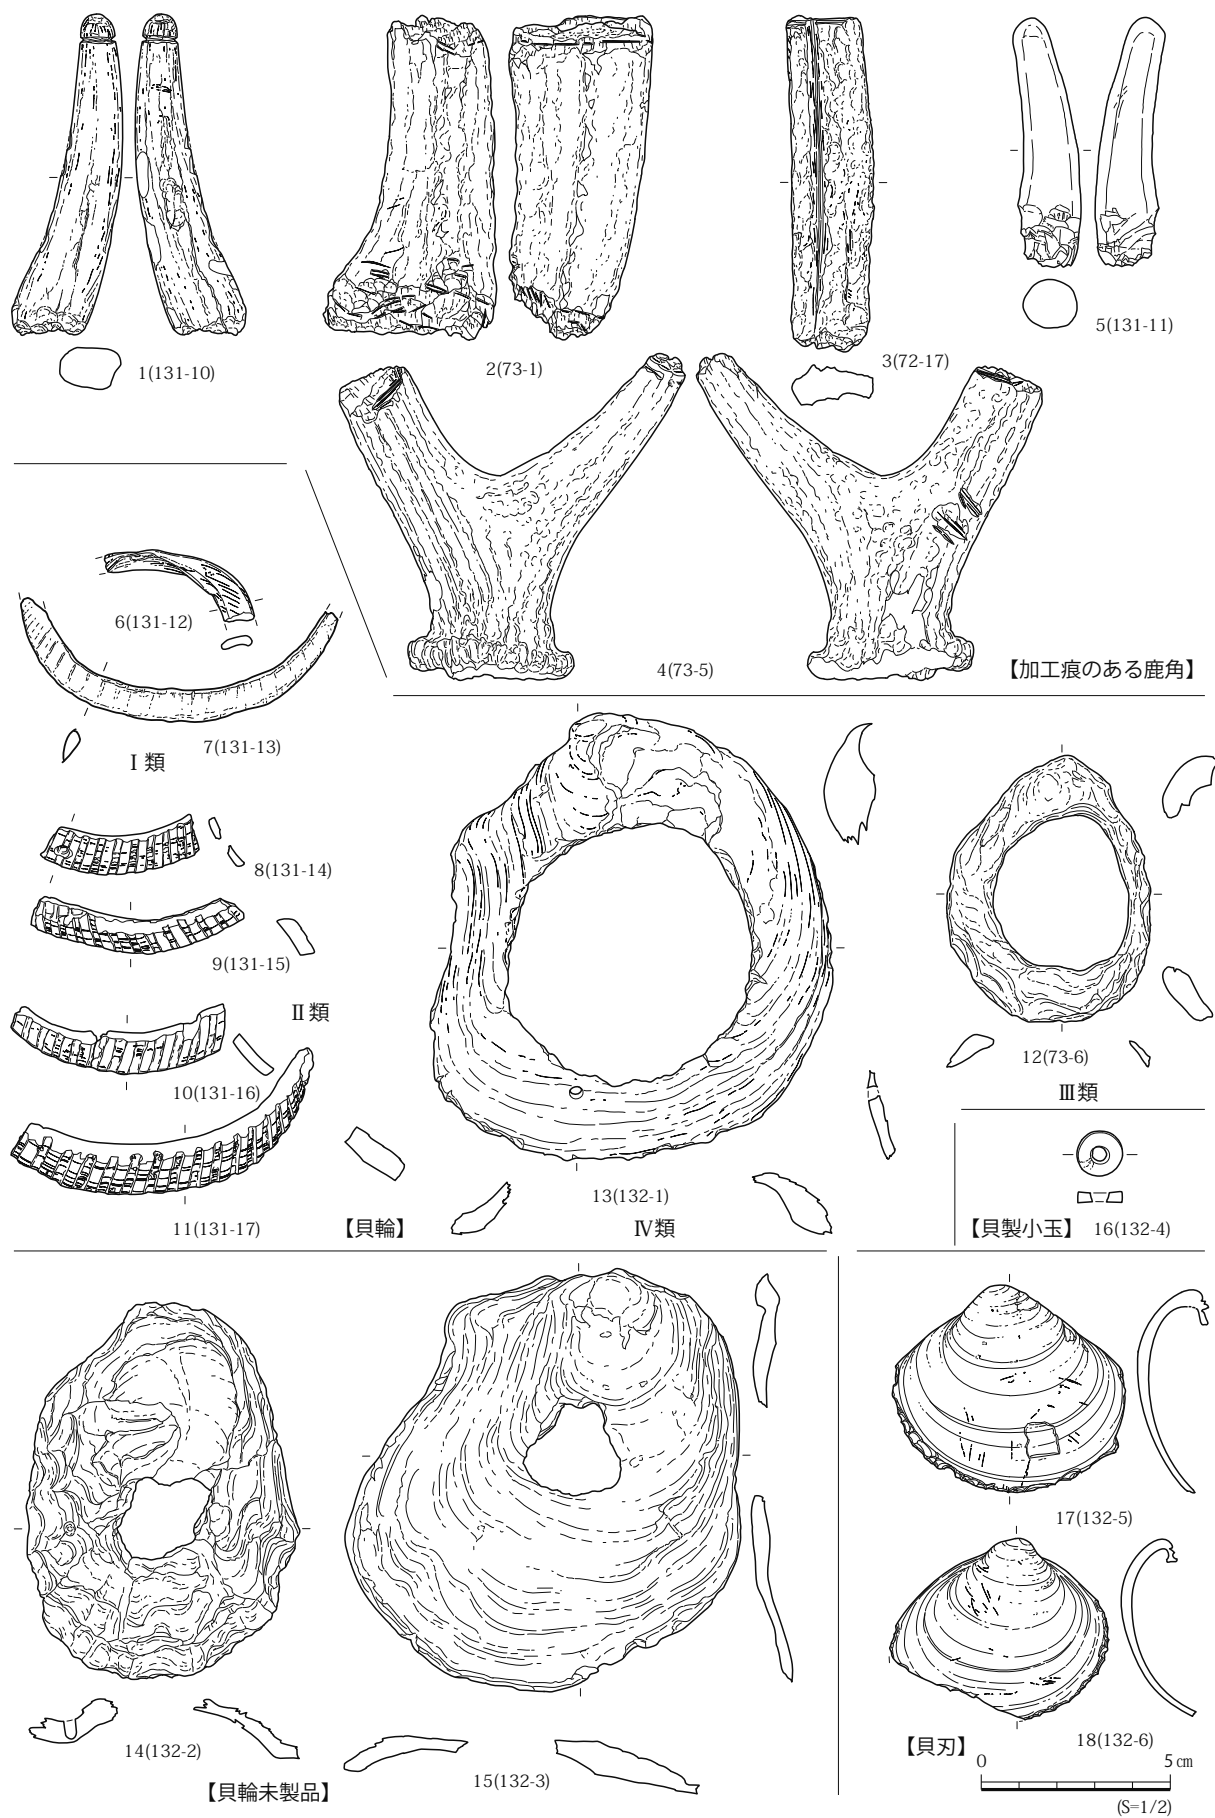 1(131-10)
2(73-1)
3(72-17)
5(131-11)
4(73-5)
【加工痕のある鹿角】
6(131-12)
7(131-13)
Ⅰ類
8(131-14)
9(131-15)
Ⅱ類
10(131-16)
11(131-17)
【貝輪】
13(132-1)
Ⅳ類
12(73-6)
Ⅲ類
【貝製小玉】 16(132-4)
14(132-2)
15(132-3)
【貝輪未製品】
17(132-5)
18(132-6)
【貝刃】
0 5㎝
(S=1/2)